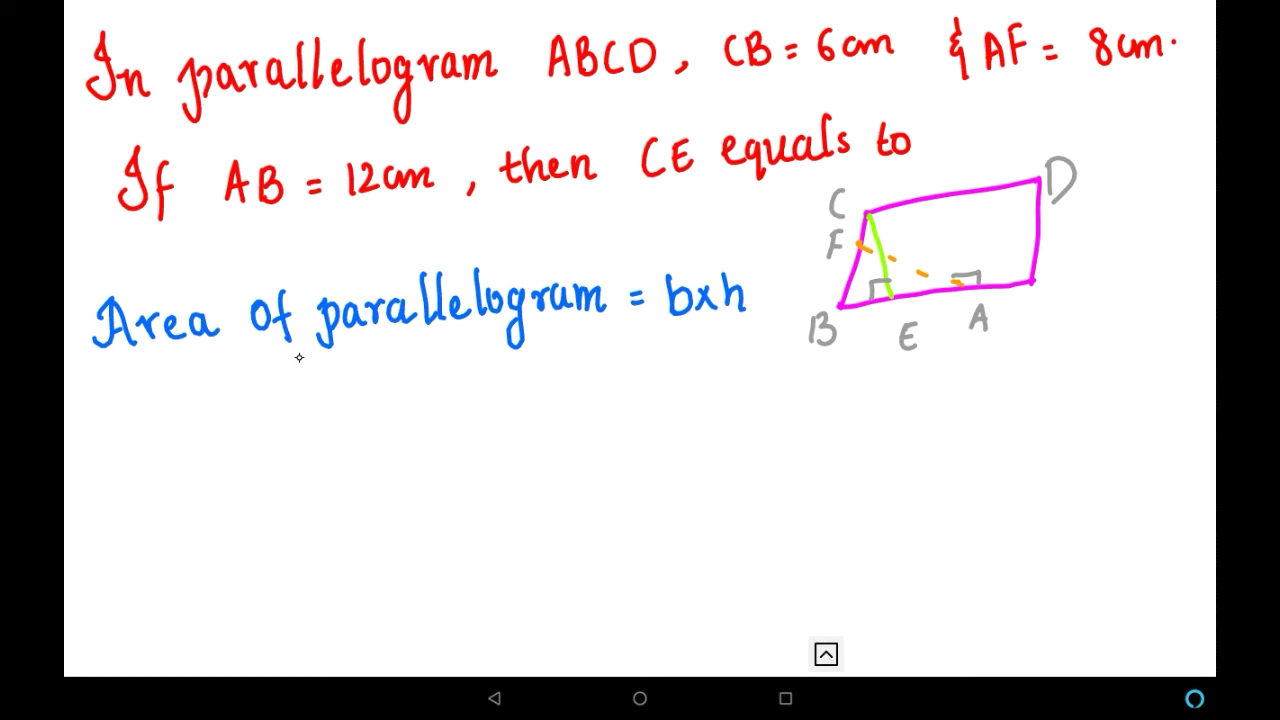 In parallelogram ABCD, CB = 6cm & AF = 8cm.
If AB = 12cm, then CE equals to
Area of parallelogram = b×h
D
C
F
B
E
A